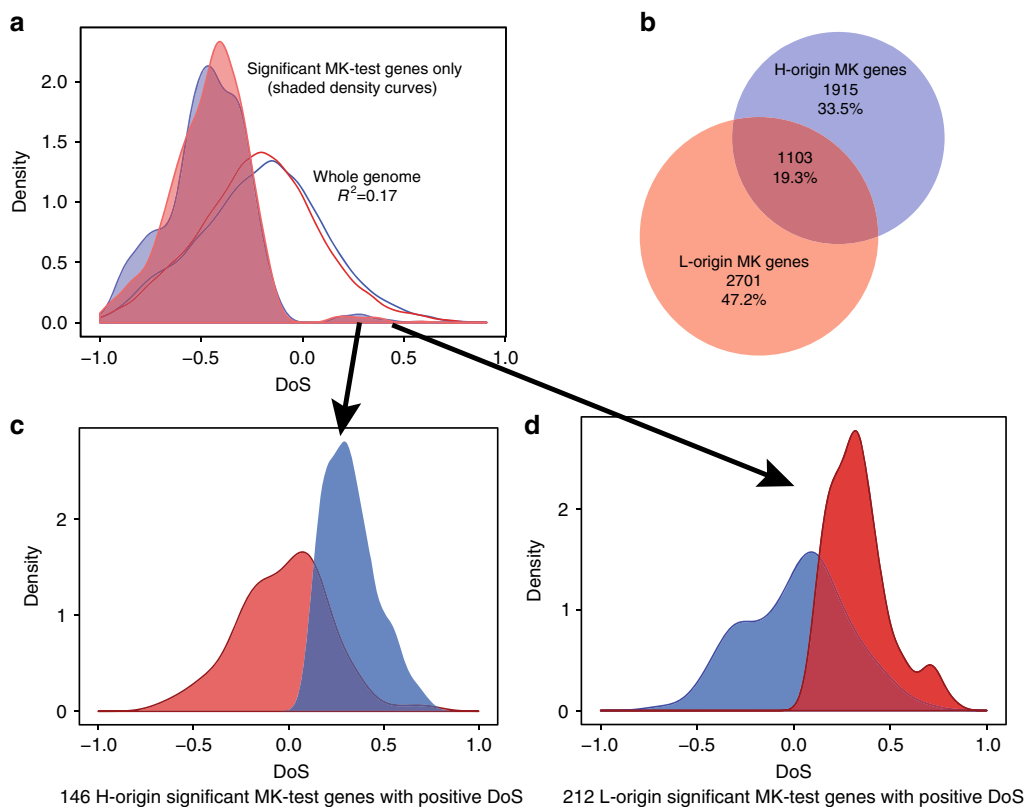 a
Significant MK-test genes only
(shaded density curves)
Whole genome
R²=0.17
Density
2.0
1.5
1.0
0.5
0.0
−1.0 −0.5 0.0 0.5 1.0
DoS
b
H-origin MK genes
1915
33.5%
1103
19.3%
L-origin MK genes
2701
47.2%
c
Density
2
1
0
−1.0 −0.5 0.0 0.5 1.0
DoS
146 H-origin significant MK-test genes with positive DoS
d
Density
2
1
0
−1.0 −0.5 0.0 0.5 1.0
DoS
212 L-origin significant MK-test genes with positive DoS